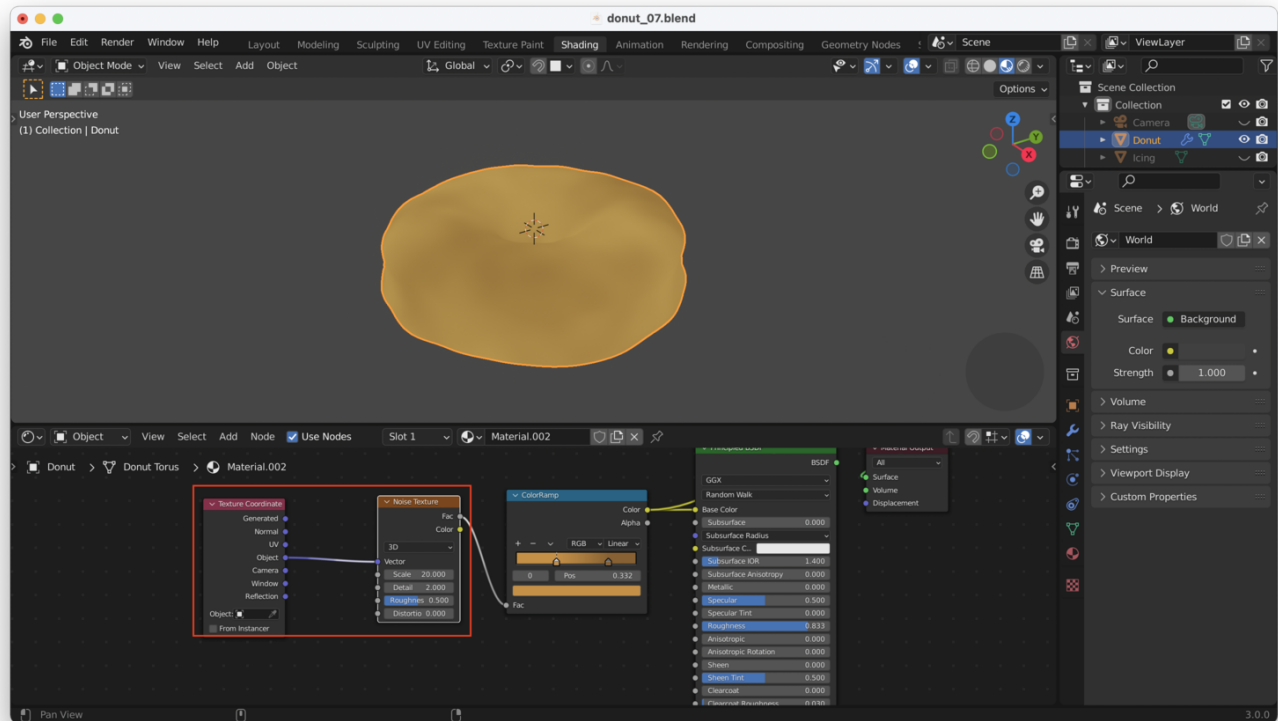 donut_07.blend
File Edit Render Window Help Layout Modeling Sculpting UV Editing Texture Paint Shading Animation Rendering Compositing Geometry Nodes Scene ViewLayer
Object Mode View Select Add Object Global
Options
User Perspective
(1) Collection | Donut
Z
Y
X
Scene Collection
Collection
Camera
Donut
Icing
Scene > World
World
Preview
Surface
Surface Background
Color
Strength 1.000
Volume
Ray Visibility
Settings
Viewport Display
Custom Properties
Object View Select Add Node Use Nodes Slot 1 Material.002
Donut > Donut Torus > Material.002
Texture Coordinate
Generated
Normal
UV
Object
Camera
Window
Reflection
Object:
From Instancer
Noise Texture
Fac
Color
3D
Vector
Scale 20.000
Detail 2.000
Roughnes 0.500
Distortio 0.000
ColorRamp
Color
Alpha
+ − RGB Linear
0 Pos 0.332
Fac
Principled BSDF
BSDF
GGX
Random Walk
Base Color
Subsurface 0.000
Subsurface Radius
Subsurface C...
Subsurface IOR 1.400
Subsurface Anisotropy 0.000
Metallic 0.000
Specular 0.500
Specular Tint 0.000
Roughness 0.833
Anisotropic 0.000
Anisotropic Rotation 0.000
Sheen 0.000
Sheen Tint 0.500
Clearcoat 0.000
Clearcoat Roughness 0.030
Material Output
All
Surface
Volume
Displacement
Pan View
3.0.0